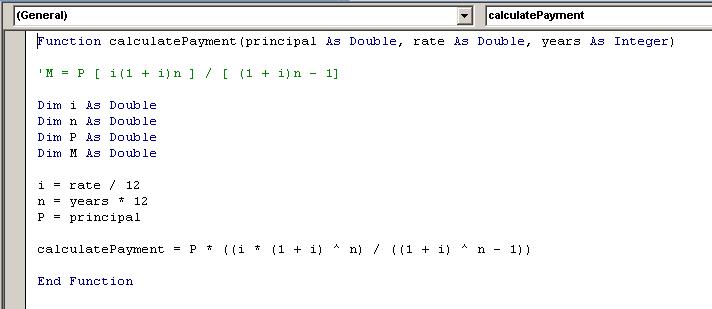 (General) calculatePayment
Function calculatePayment(principal As Double, rate As Double, years As Integer)
'M = P [ i(1 + i)n ] / [ (1 + i)n - 1]
Dim i As Double
Dim n As Double
Dim P As Double
Dim M As Double
i = rate / 12
n = years * 12
P = principal
calculatePayment = P * ((i * (1 + i) ^ n) / ((1 + i) ^ n - 1))
End Function